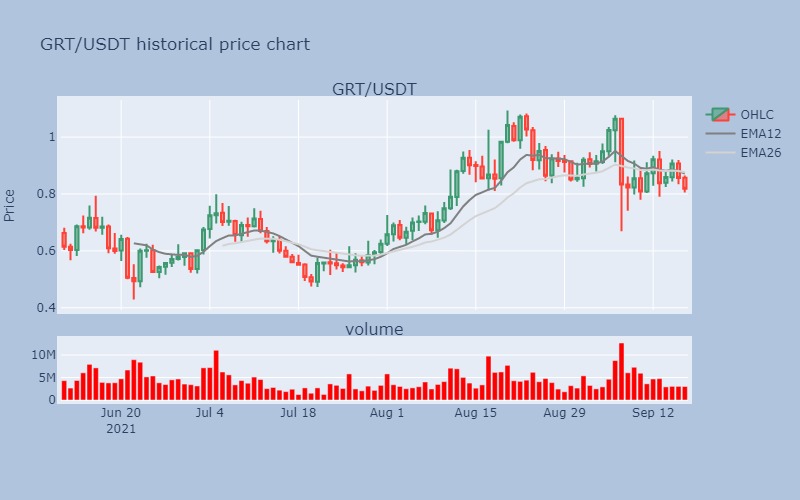 GRT/USDT historical price chart
GRT/USDT
OHLC
EMA12
EMA26
Price
1
0.8
0.6
0.4
volume
10M
5M
0
Jun 20
2021
Jul 4
Jul 18
Aug 1
Aug 15
Aug 29
Sep 12